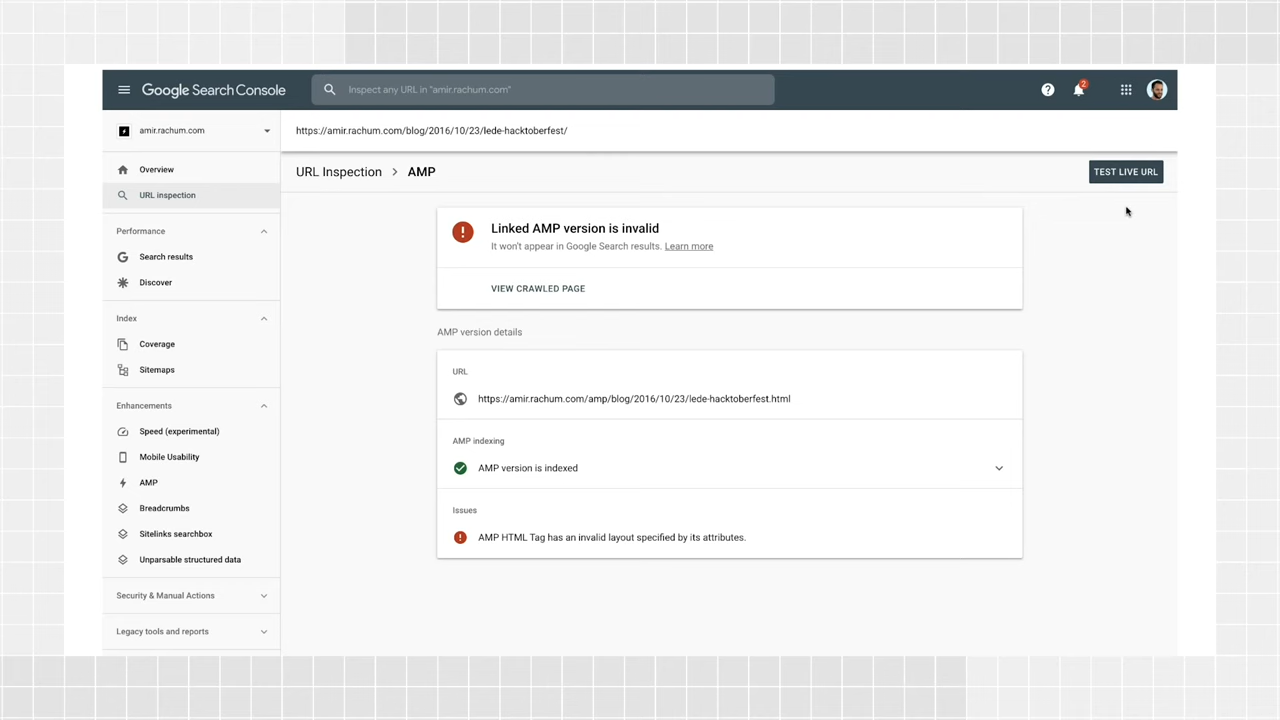 Google Search Console
Inspect any URL in "amir.rachum.com"
2
amir.rachum.com
https://amir.rachum.com/blog/2016/10/23/lede-hacktoberfest/
Overview
URL inspection
Performance
Search results
Discover
Index
Coverage
Sitemaps
Enhancements
Speed (experimental)
Mobile Usability
AMP
Breadcrumbs
Sitelinks searchbox
Unparsable structured data
Security & Manual Actions
Legacy tools and reports
URL Inspection > AMP
TEST LIVE URL
Linked AMP version is invalid
It won't appear in Google Search results. Learn more
VIEW CRAWLED PAGE
AMP version details
URL
https://amir.rachum.com/amp/blog/2016/10/23/lede-hacktoberfest.html
AMP indexing
AMP version is indexed
Issues
AMP HTML Tag has an invalid layout specified by its attributes.